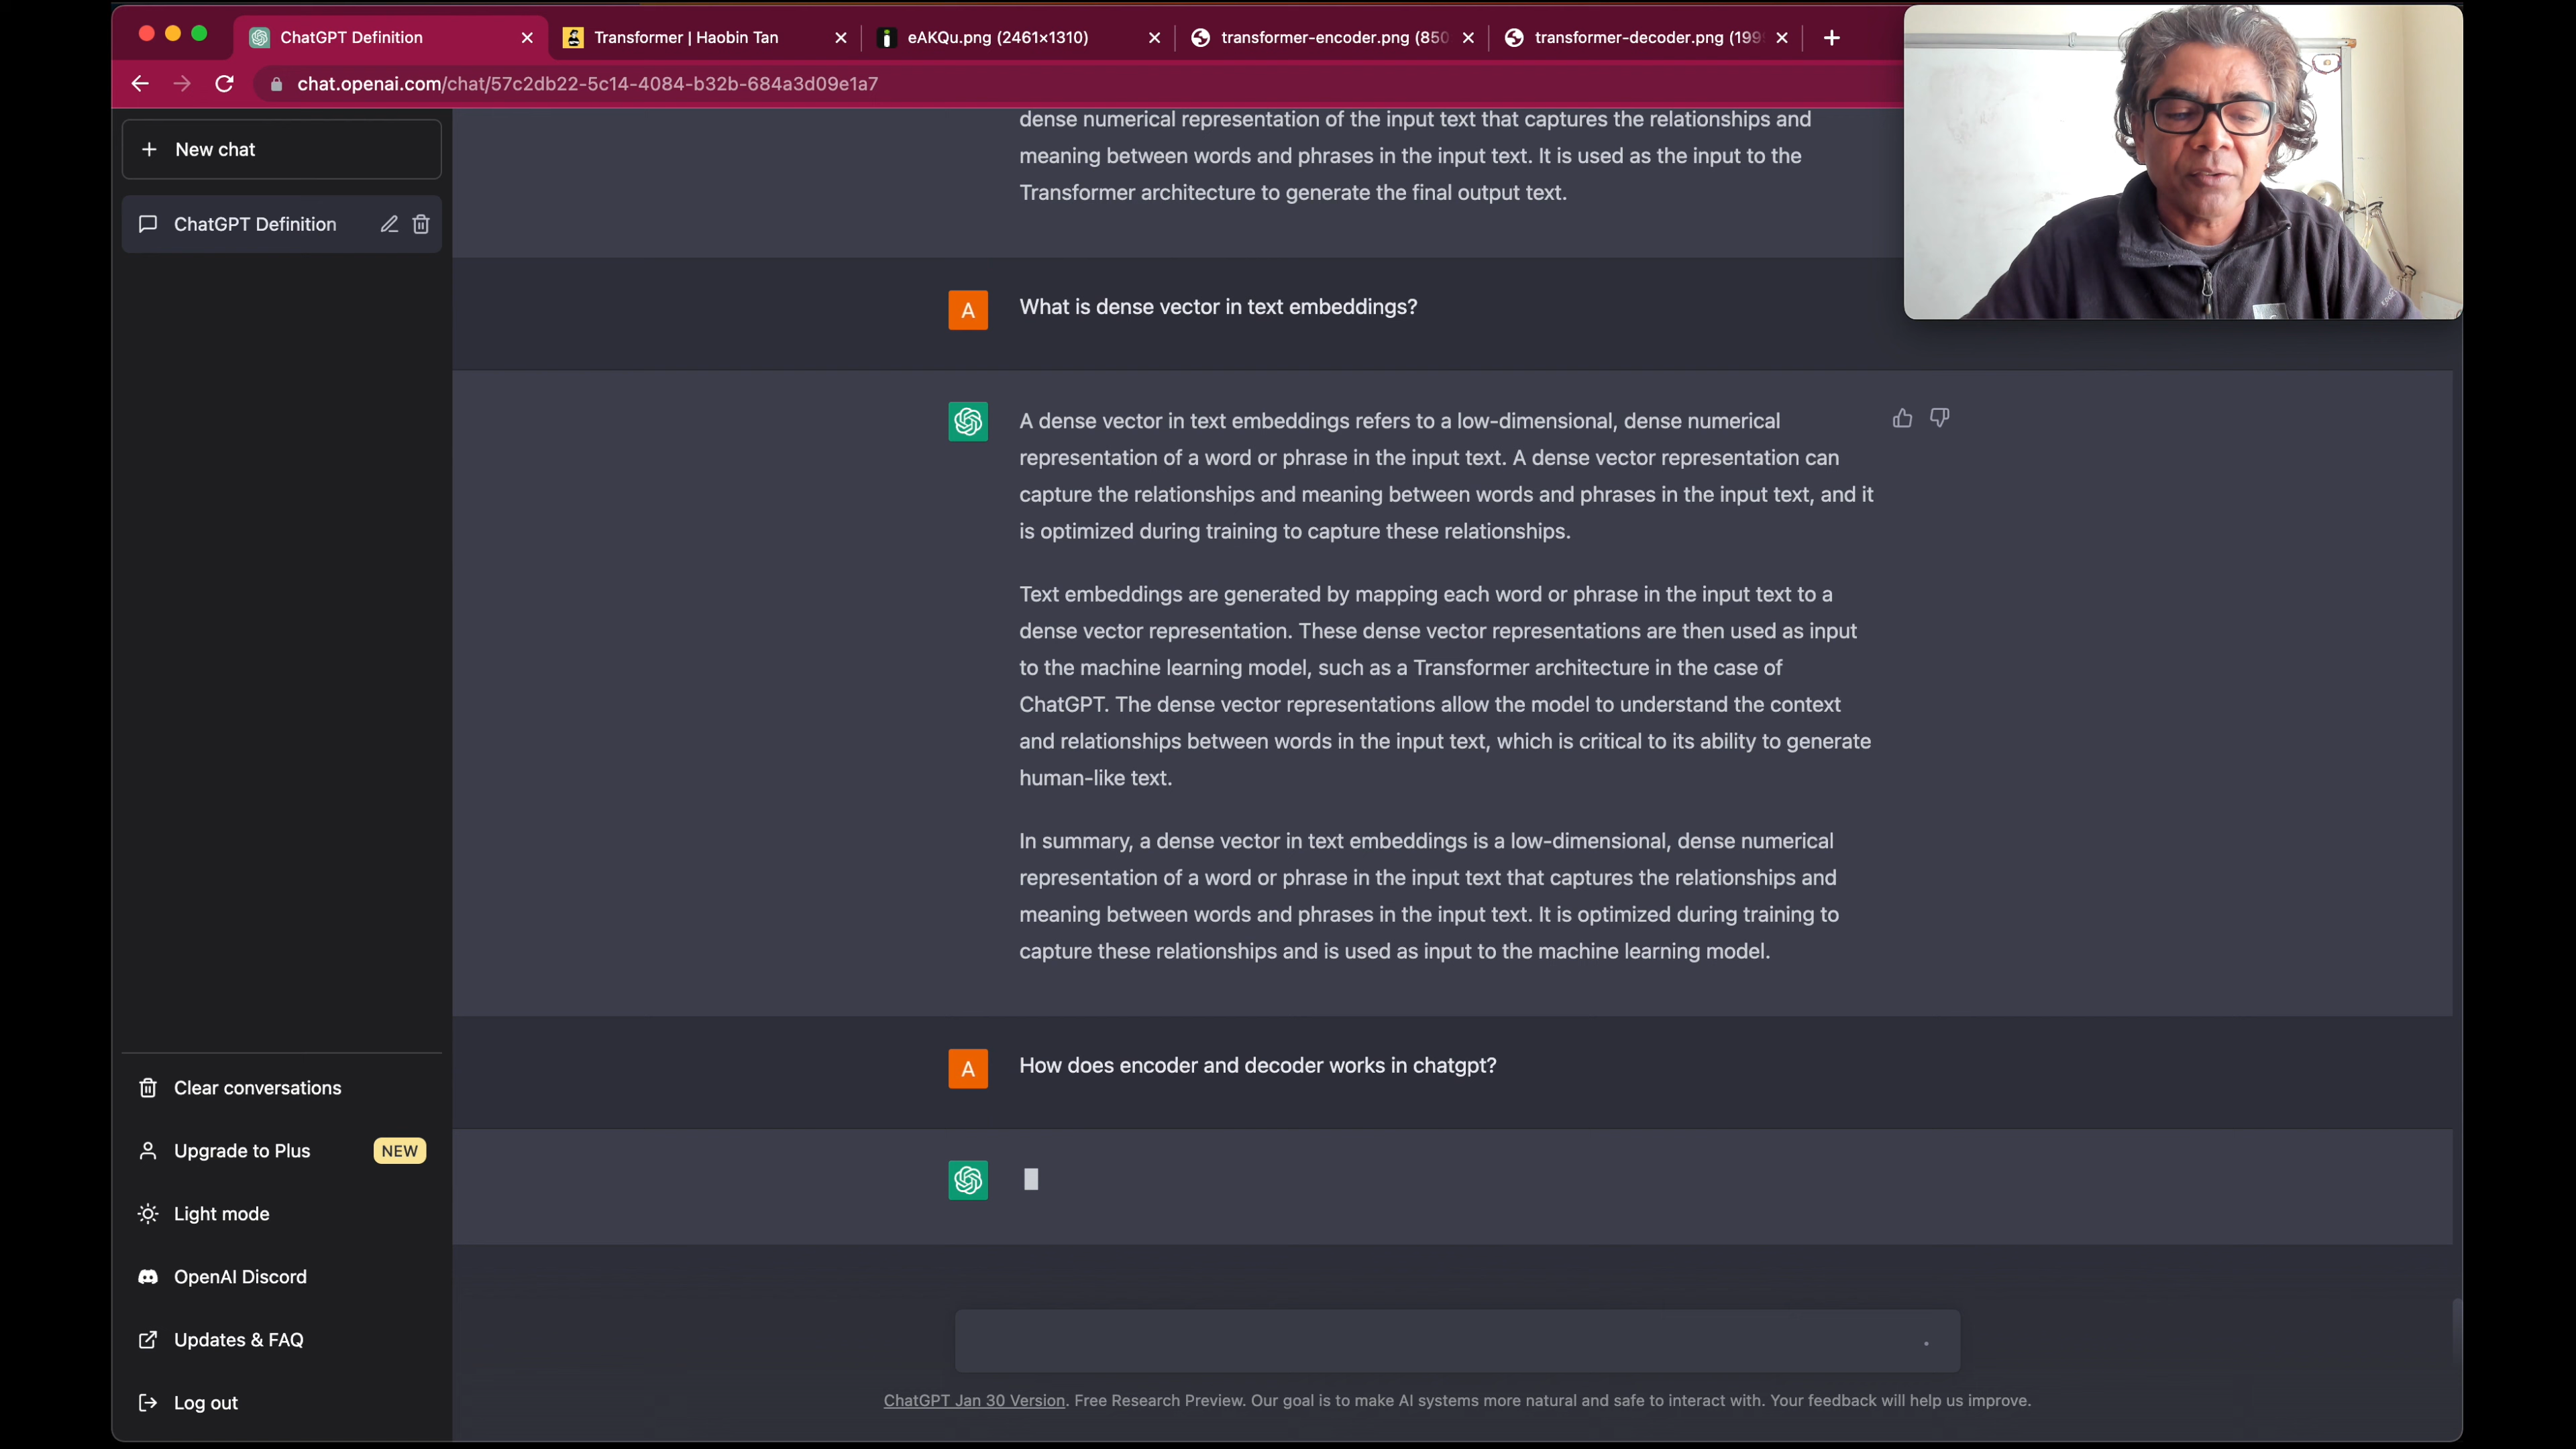 ChatGPT Definition
Transformer | Haobin Tan
eAKQu.png (2461×1310)
transformer-encoder.png (850
transformer-decoder.png (199
chat.openai.com/chat/57c2db22-5c14-4084-b32b-684a3d09e1a7
New chat
ChatGPT Definition
dense numerical representation of the input text that captures the relationships and
meaning between words and phrases in the input text. It is used as the input to the
Transformer architecture to generate the final output text.
A
What is dense vector in text embeddings?
A dense vector in text embeddings refers to a low-dimensional, dense numerical
representation of a word or phrase in the input text. A dense vector representation can
capture the relationships and meaning between words and phrases in the input text, and it
is optimized during training to capture these relationships.
Text embeddings are generated by mapping each word or phrase in the input text to a
dense vector representation. These dense vector representations are then used as input
to the machine learning model, such as a Transformer architecture in the case of
ChatGPT. The dense vector representations allow the model to understand the context
and relationships between words in the input text, which is critical to its ability to generate
human-like text.
In summary, a dense vector in text embeddings is a low-dimensional, dense numerical
representation of a word or phrase in the input text that captures the relationships and
meaning between words and phrases in the input text. It is optimized during training to
capture these relationships and is used as input to the machine learning model.
A
How does encoder and decoder works in chatgpt?
Clear conversations
Upgrade to Plus
NEW
Light mode
OpenAI Discord
Updates & FAQ
Log out
ChatGPT Jan 30 Version. Free Research Preview. Our goal is to make AI systems more natural and safe to interact with. Your feedback will help us improve.